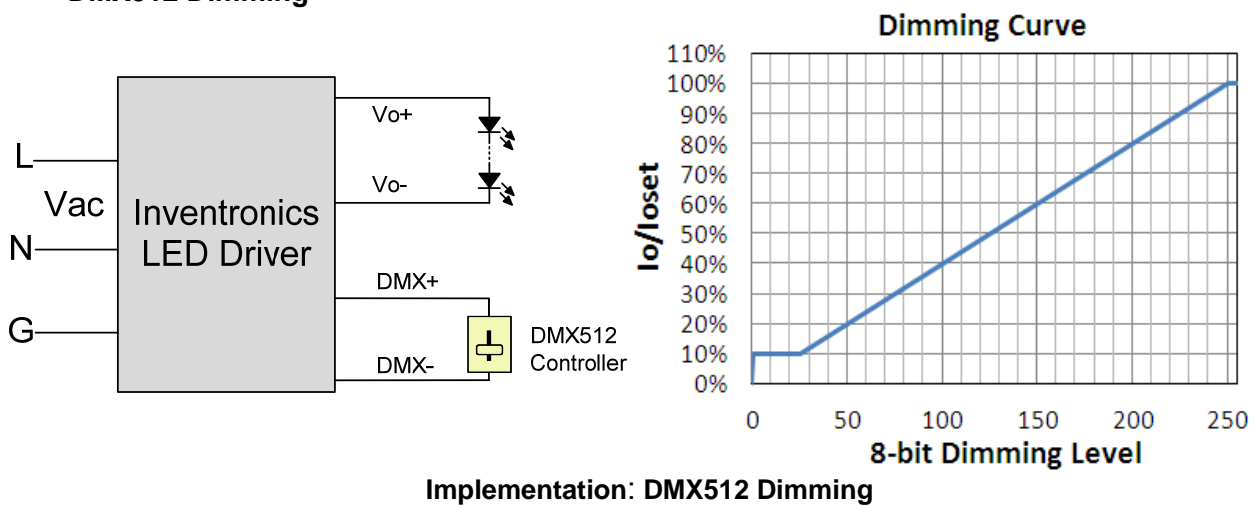 DMX512 Dimming
L
Vac
N
G
Inventronics
LED Driver
Vo+
Vo-
DMX+
DMX-
DMX512
Controller
Dimming Curve
Io/Ioset
110%
100%
90%
80%
70%
60%
50%
40%
30%
20%
10%
0%
0 50 100 150 200 250
8-bit Dimming Level
Implementation: DMX512 Dimming